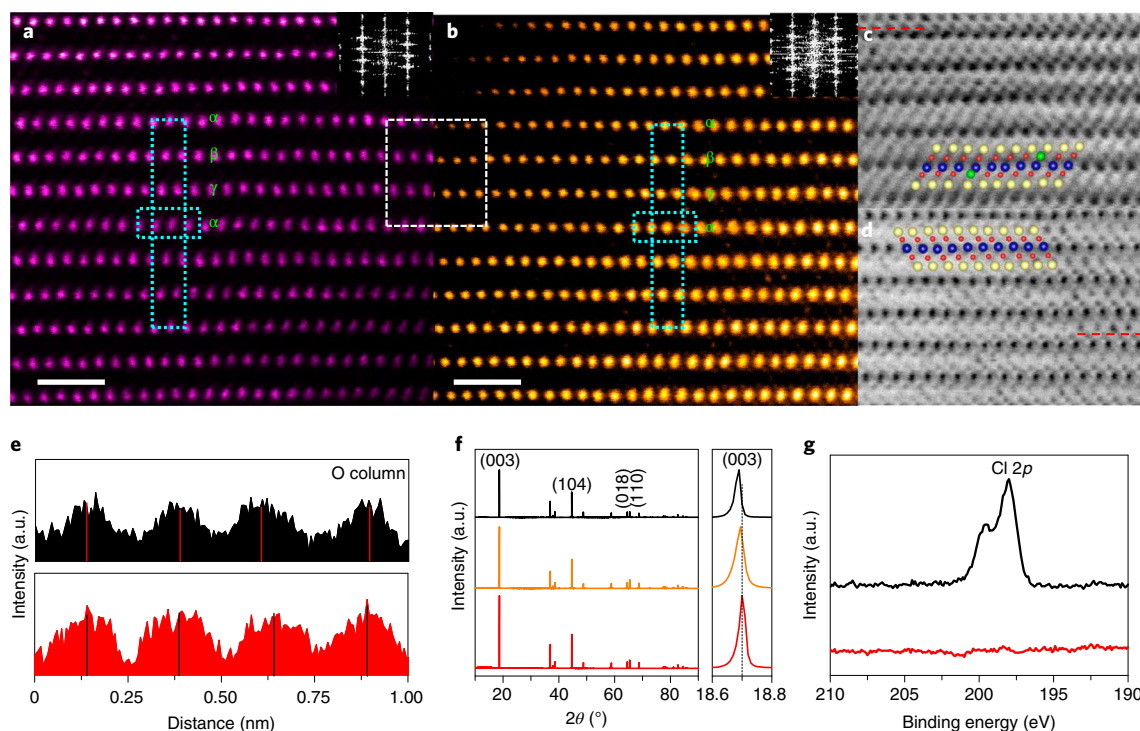 a
b
c
α
β
γ
α
α
β
γ
α
d
e
O column
Intensity (a.u.)
Intensity (a.u.)
0 0.25 0.50 0.75 1.00
Distance (nm)
f
(003)
(104)
(018)
(110)
(003)
Intensity (a.u.)
20 40 60 80
18.6 18.8
2θ (°)
g
Cl 2p
Intensity (a.u.)
210 205 200 195 190
Binding energy (eV)